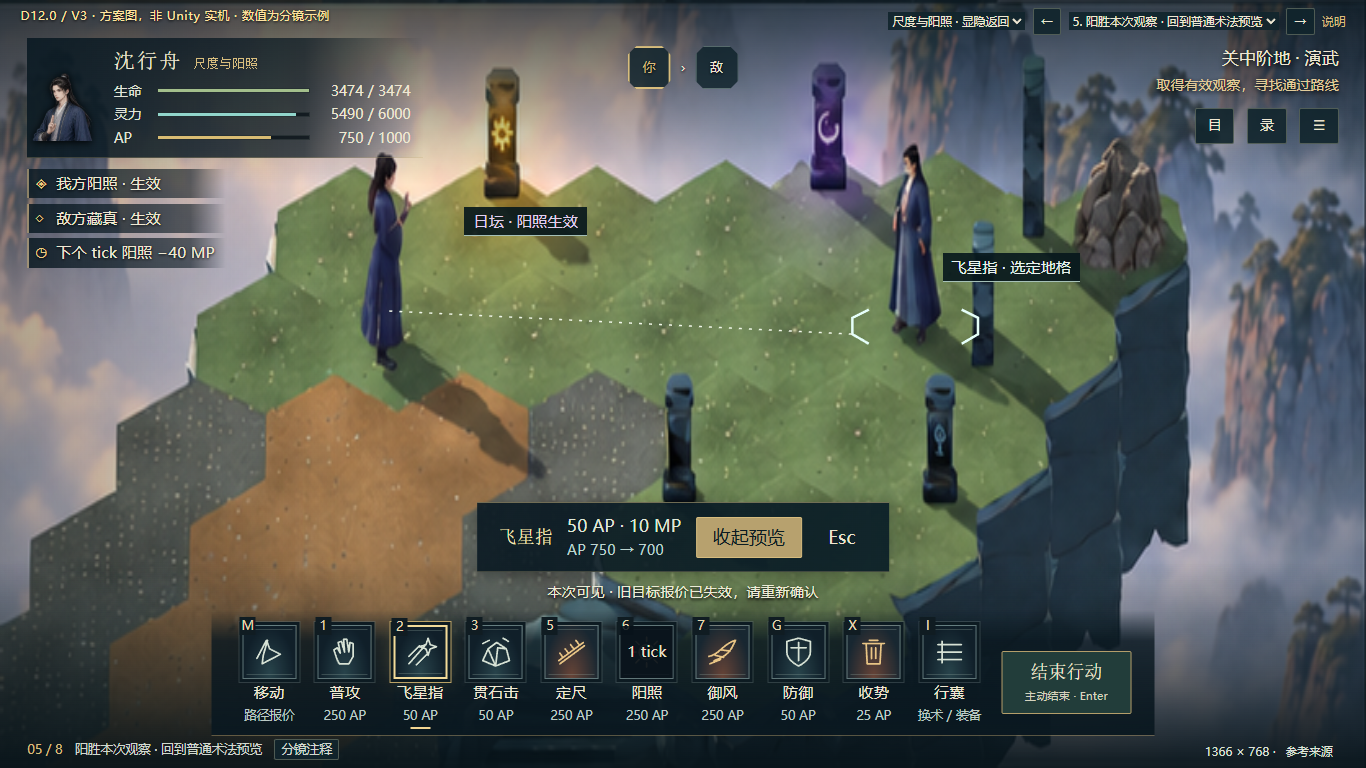 D12.0 / V3 · 方案图，非 Unity 实机 · 数值为分镜示例
尺度与阳照 · 显隐返回
←
5. 阳胜本次观察 · 回到普通术法预览
→
说明
沈行舟 尺度与阳照
生命 3474 / 3474
灵力 5490 / 6000
AP 750 / 1000
你 › 敌
关中阶地 · 演武
取得有效观察，寻找通过路线
目 录 ☰
我方阳照 · 生效
敌方藏真 · 生效
下个 tick 阳照 −40 MP
日坛 · 阳照生效
飞星指 · 选定地格
飞星指
50 AP · 10 MP
AP 750 → 700
收起预览
Esc
本次可见 · 旧目标报价已失效，请重新确认
M 1 2 3 5 6 7 G X I
1 tick
移动 普攻 飞星指 贯石击 定尺 阳照 御风 防御 收势 行囊
路径报价 250 AP 50 AP 50 AP 250 AP 250 AP 250 AP 50 AP 25 AP 换术 / 装备
结束行动
主动结束 · Enter
05 / 8 阳胜本次观察 · 回到普通术法预览 分镜注释
1366 × 768 · 参考来源